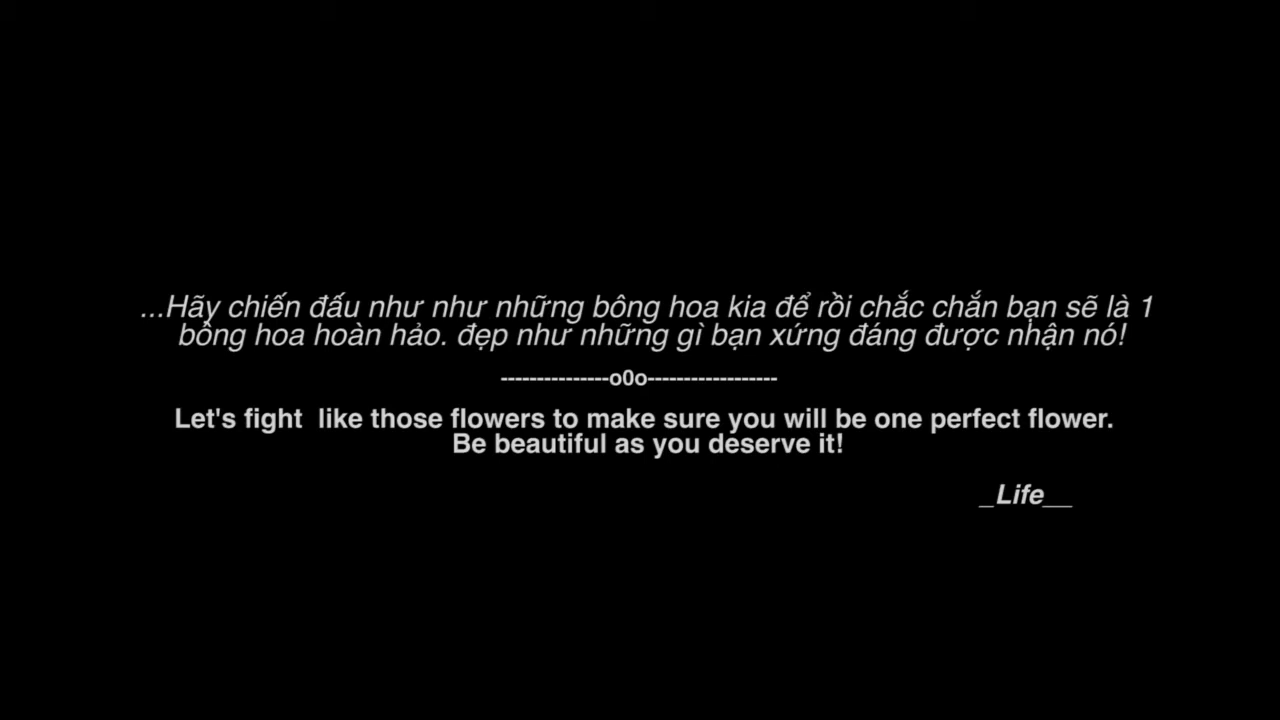 ...Hãy chiến đấu như như những bông hoa kia để rồi chắc chắn bạn sẽ là 1
bông hoa hoàn hảo. đẹp như những gì bạn xứng đáng được nhận nó!
---------------o0o------------------
Let's fight  like those flowers to make sure you will be one perfect flower.
Be beautiful as you deserve it!
_Life__